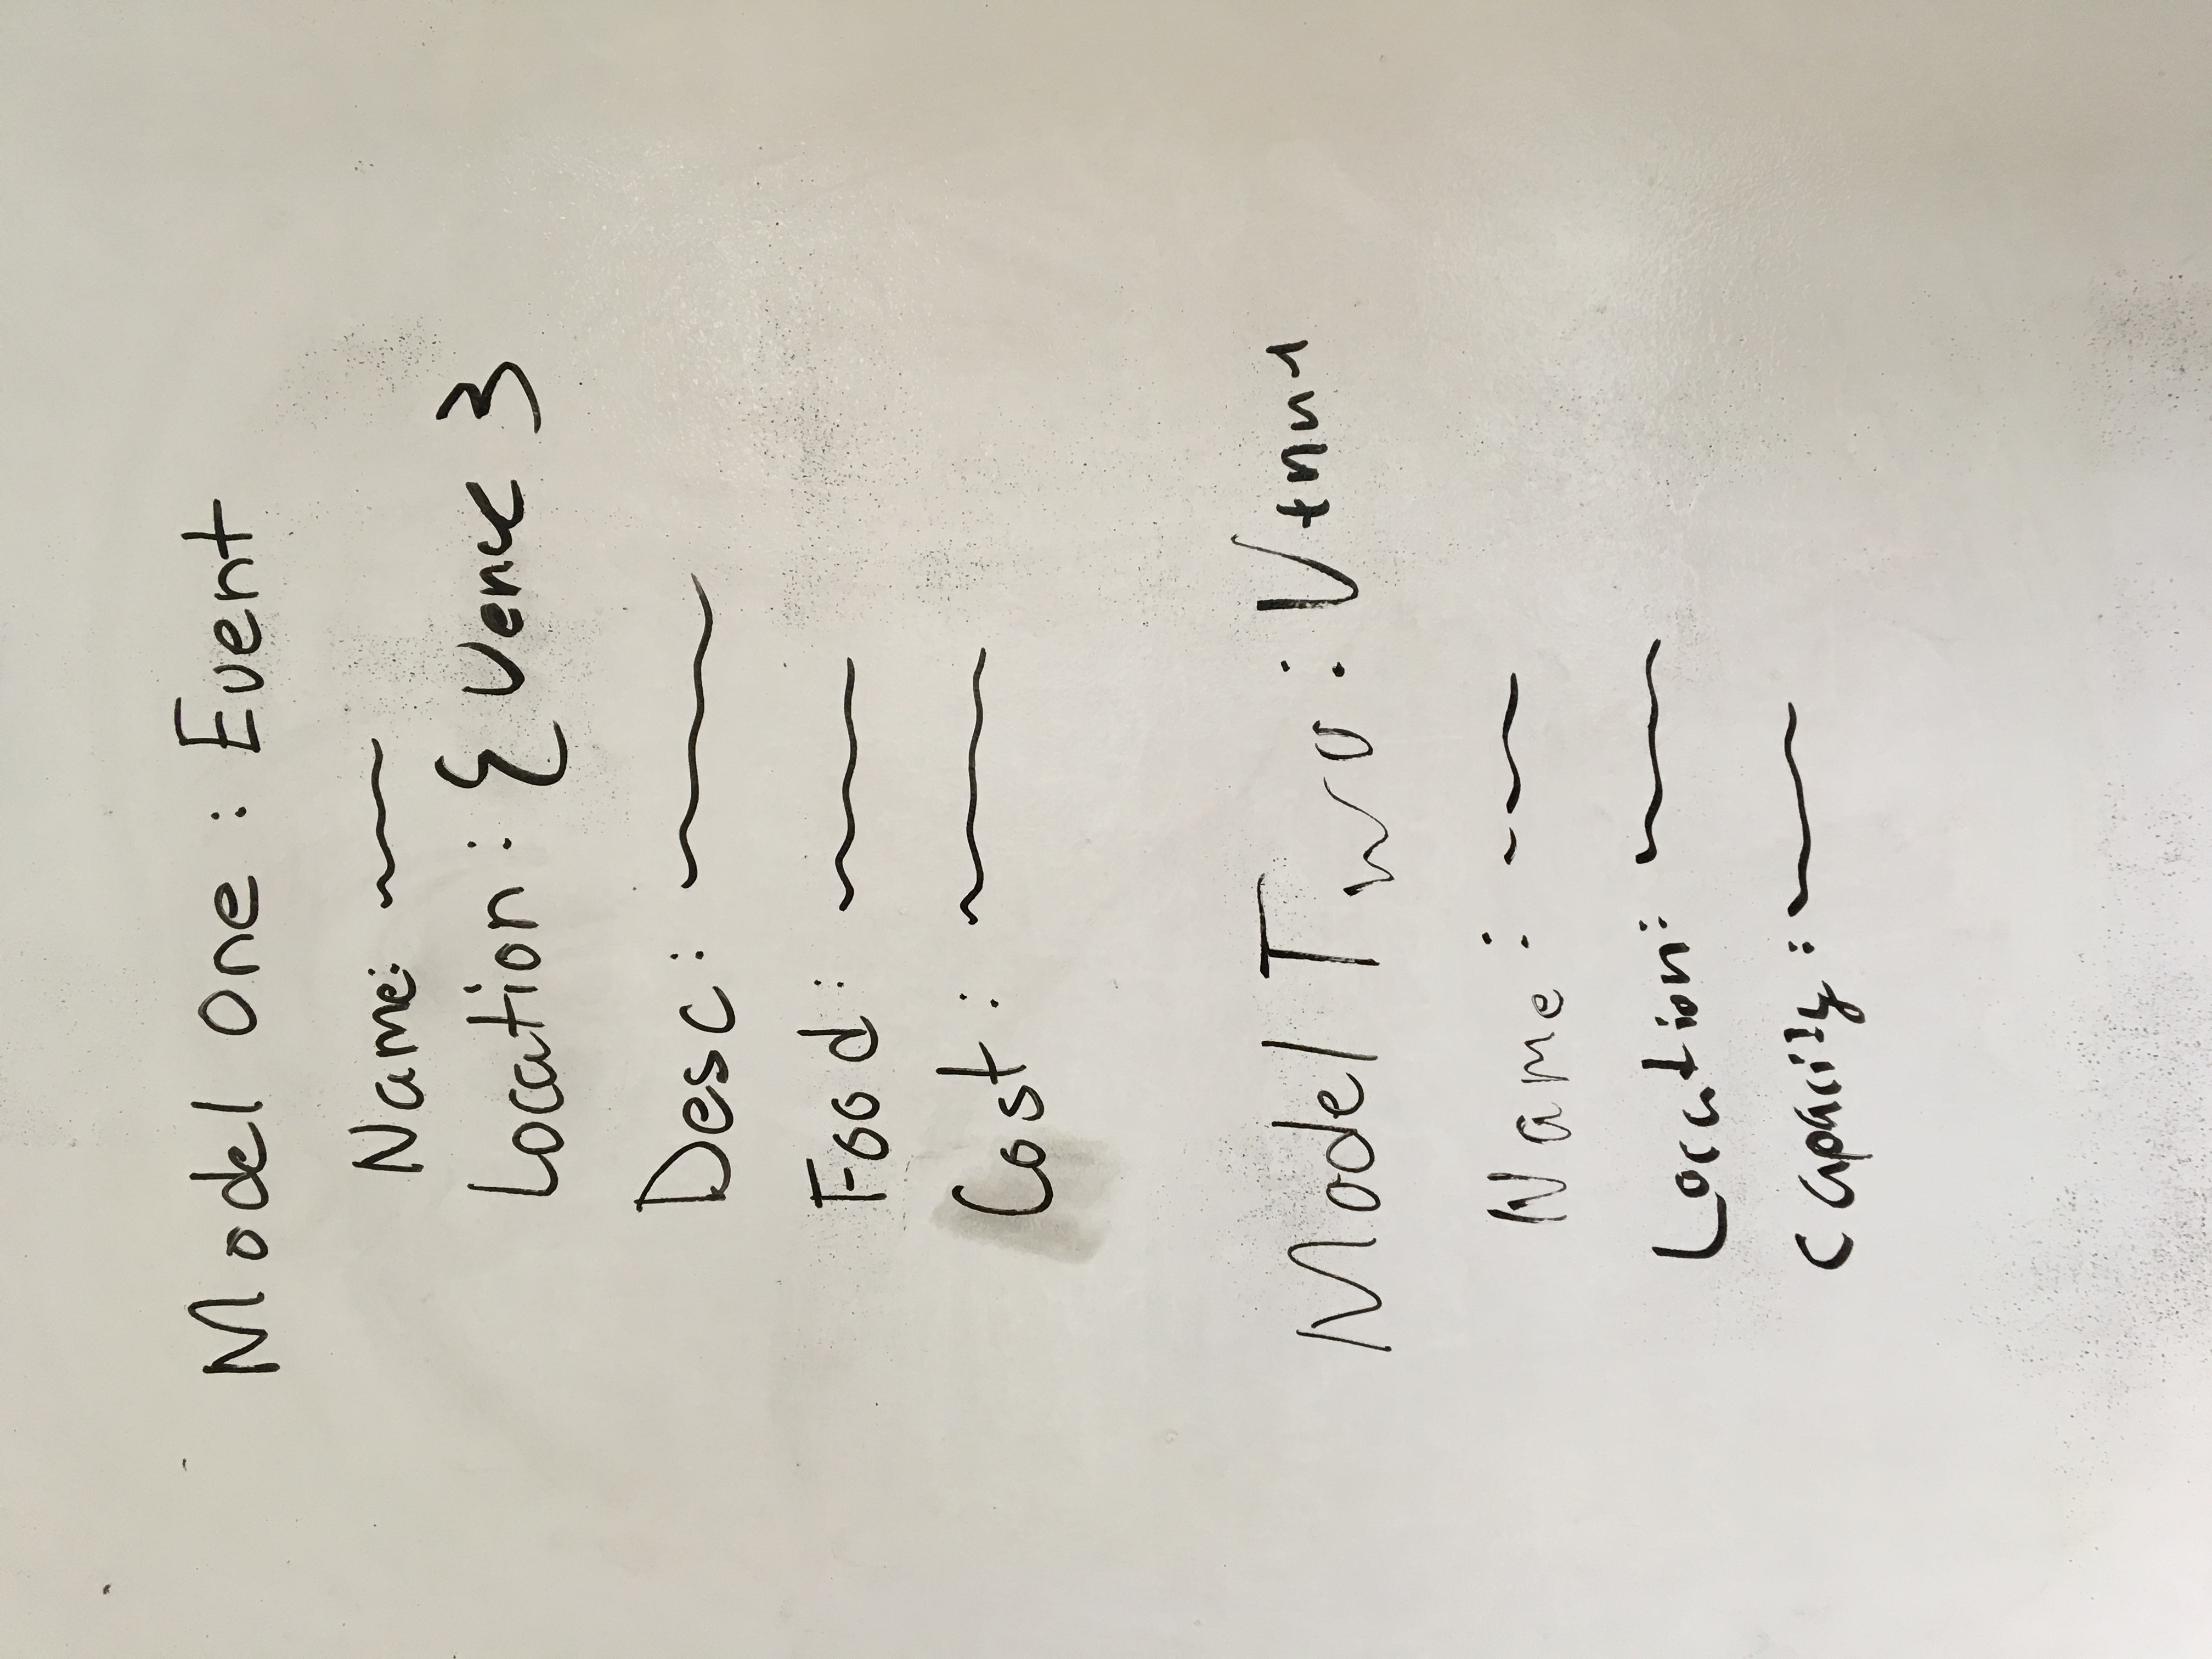 Model One : Event
Name:
Location : { Venue }
Desc :
Food :
Cost :
Model Two : Venue
Name :
Location :
Capacity :